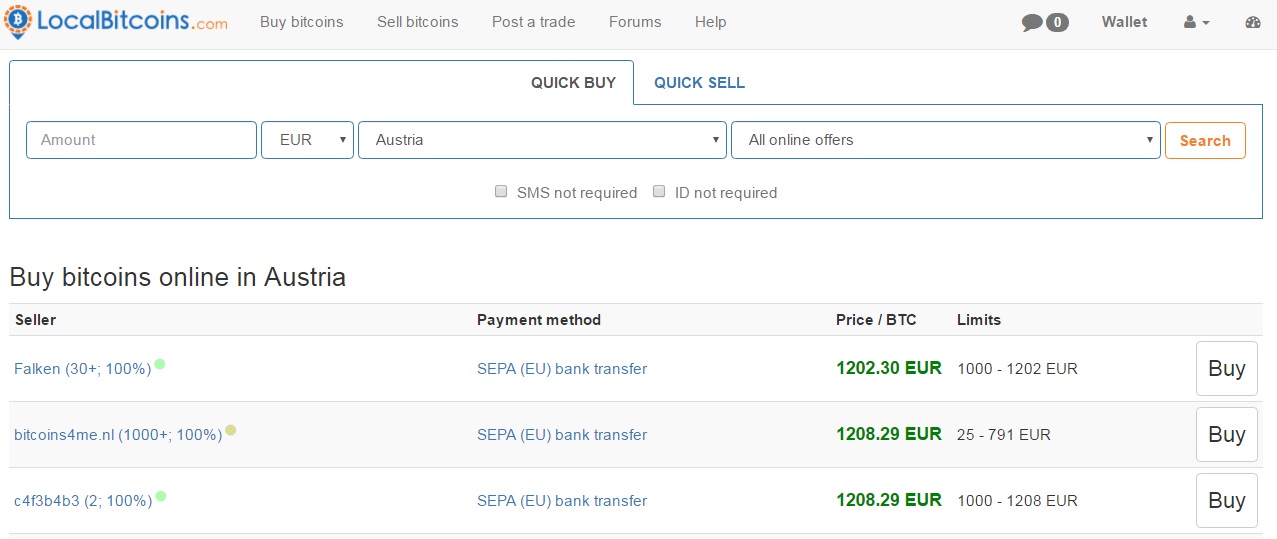 LocalBitcoins.com Buy bitcoins Sell bitcoins Post a trade Forums Help 0 Wallet
QUICK BUY QUICK SELL
Amount EUR Austria All online offers Search
SMS not required ID not required
Buy bitcoins online in Austria
Seller Payment method Price / BTC Limits
Falken (30+; 100%) SEPA (EU) bank transfer 1202.30 EUR 1000 - 1202 EUR Buy
bitcoins4me.nl (1000+; 100%) SEPA (EU) bank transfer 1208.29 EUR 25 - 791 EUR Buy
c4f3b4b3 (2; 100%) SEPA (EU) bank transfer 1208.29 EUR 1000 - 1208 EUR Buy